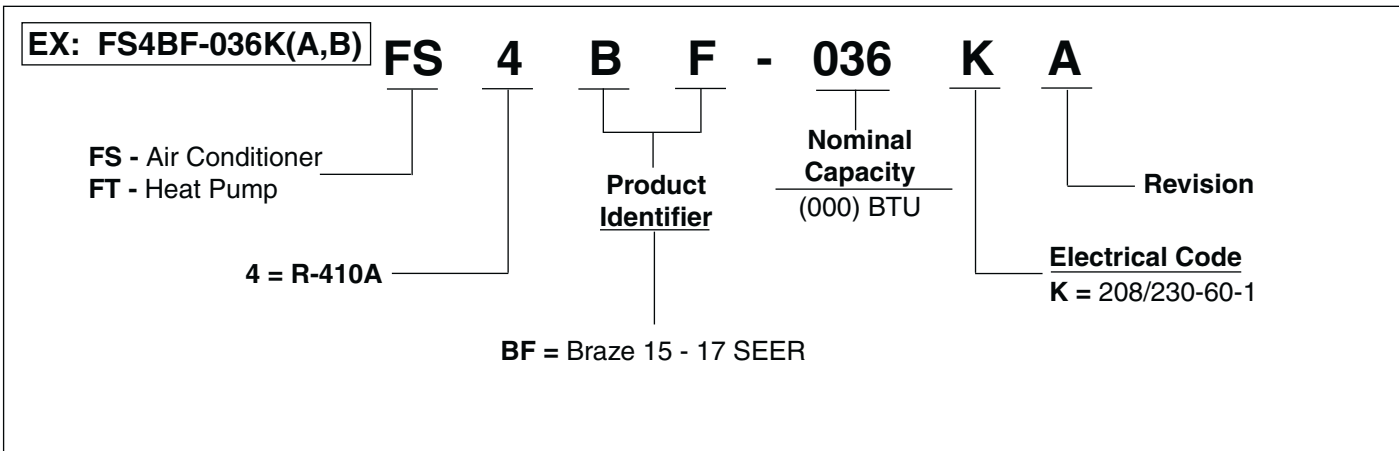 EX: FS4BF-036K(A,B)
FS 4 B F - 036 K A
FS - Air Conditioner
FT - Heat Pump
Nominal
Capacity
(000) BTU
Product
Identifier
Revision
4 = R-410A
Electrical Code
K = 208/230-60-1
BF = Braze 15 - 17 SEER